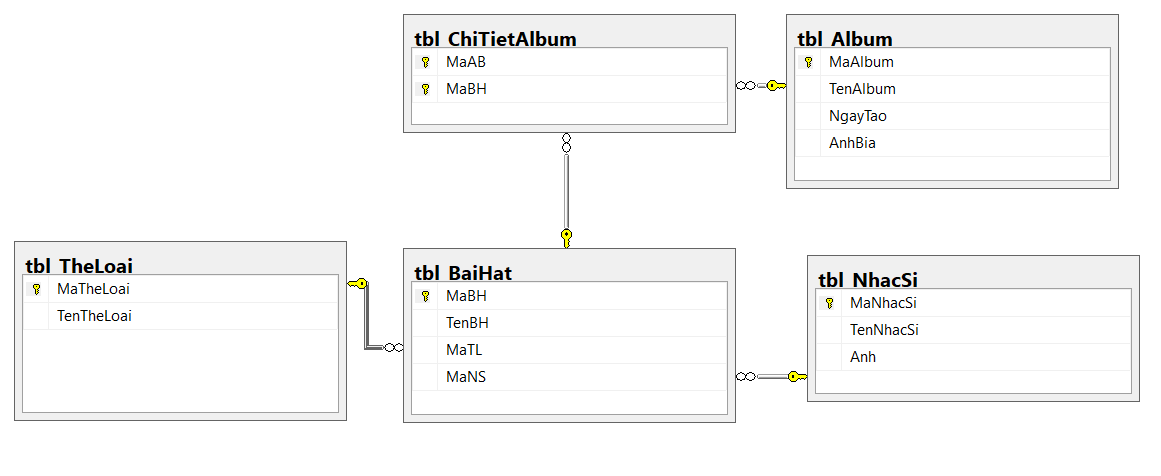 tbl_ChiTietAlbum
MaAB
MaBH
tbl_Album
MaAlbum
TenAlbum
NgayTao
AnhBia
tbl_TheLoai
MaTheLoai
TenTheLoai
tbl_BaiHat
MaBH
TenBH
MaTL
MaNS
tbl_NhacSi
MaNhacSi
TenNhacSi
Anh